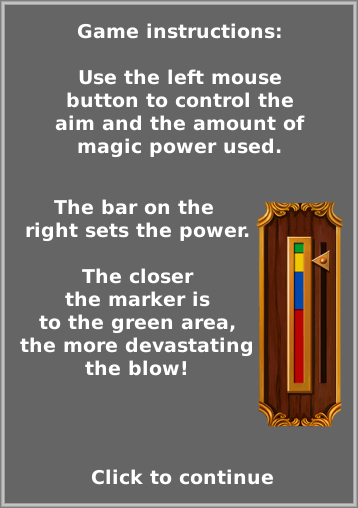 Game instructions:
Use the left mouse
button to control the
aim and the amount of
magic power used.
The bar on the
right sets the power.
The closer
the marker is
to the green area,
the more devastating
the blow!
Click to continue